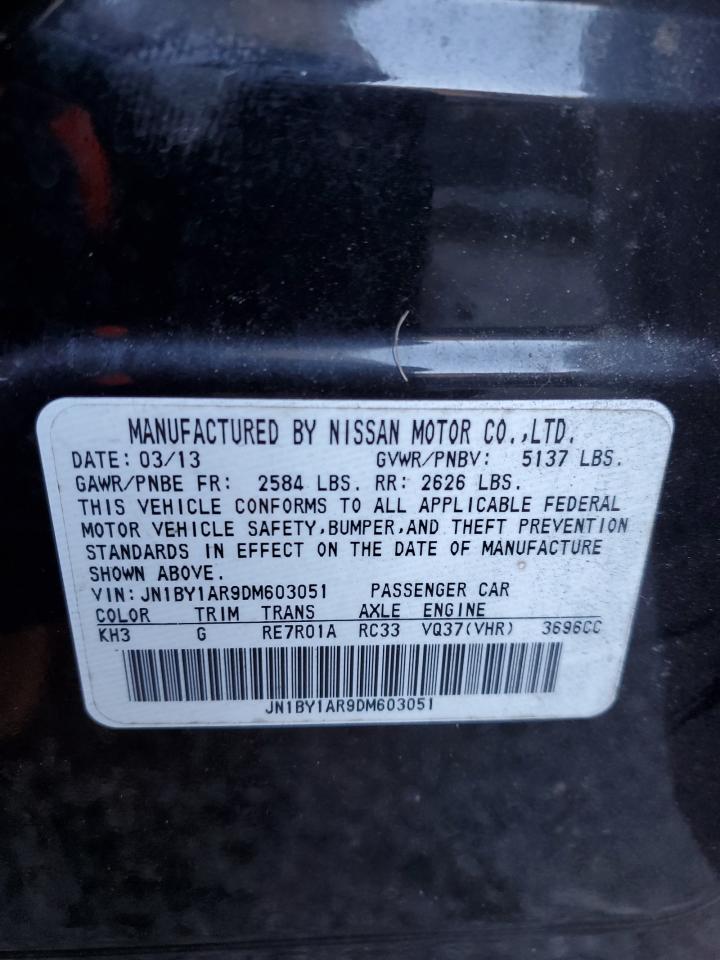 MANUFACTURED BY NISSAN MOTOR CO.,LTD.
DATE: 03/13 GVWR/PNBV: 5137 LBS.
GAWR/PNBE FR: 2584 LBS. RR: 2626 LBS.
THIS VEHICLE CONFORMS TO ALL APPLICABLE FEDERAL
MOTOR VEHICLE SAFETY,BUMPER,AND THEFT PREVENTION
STANDARDS IN EFFECT ON THE DATE OF MANUFACTURE
SHOWN ABOVE.
VIN: JN1BY1AR9DM603051 PASSENGER CAR
COLOR TRIM TRANS AXLE ENGINE
KH3 G RE7R01A RC33 VQ37(VHR) 3696CC
JN1BY1AR9DM603051